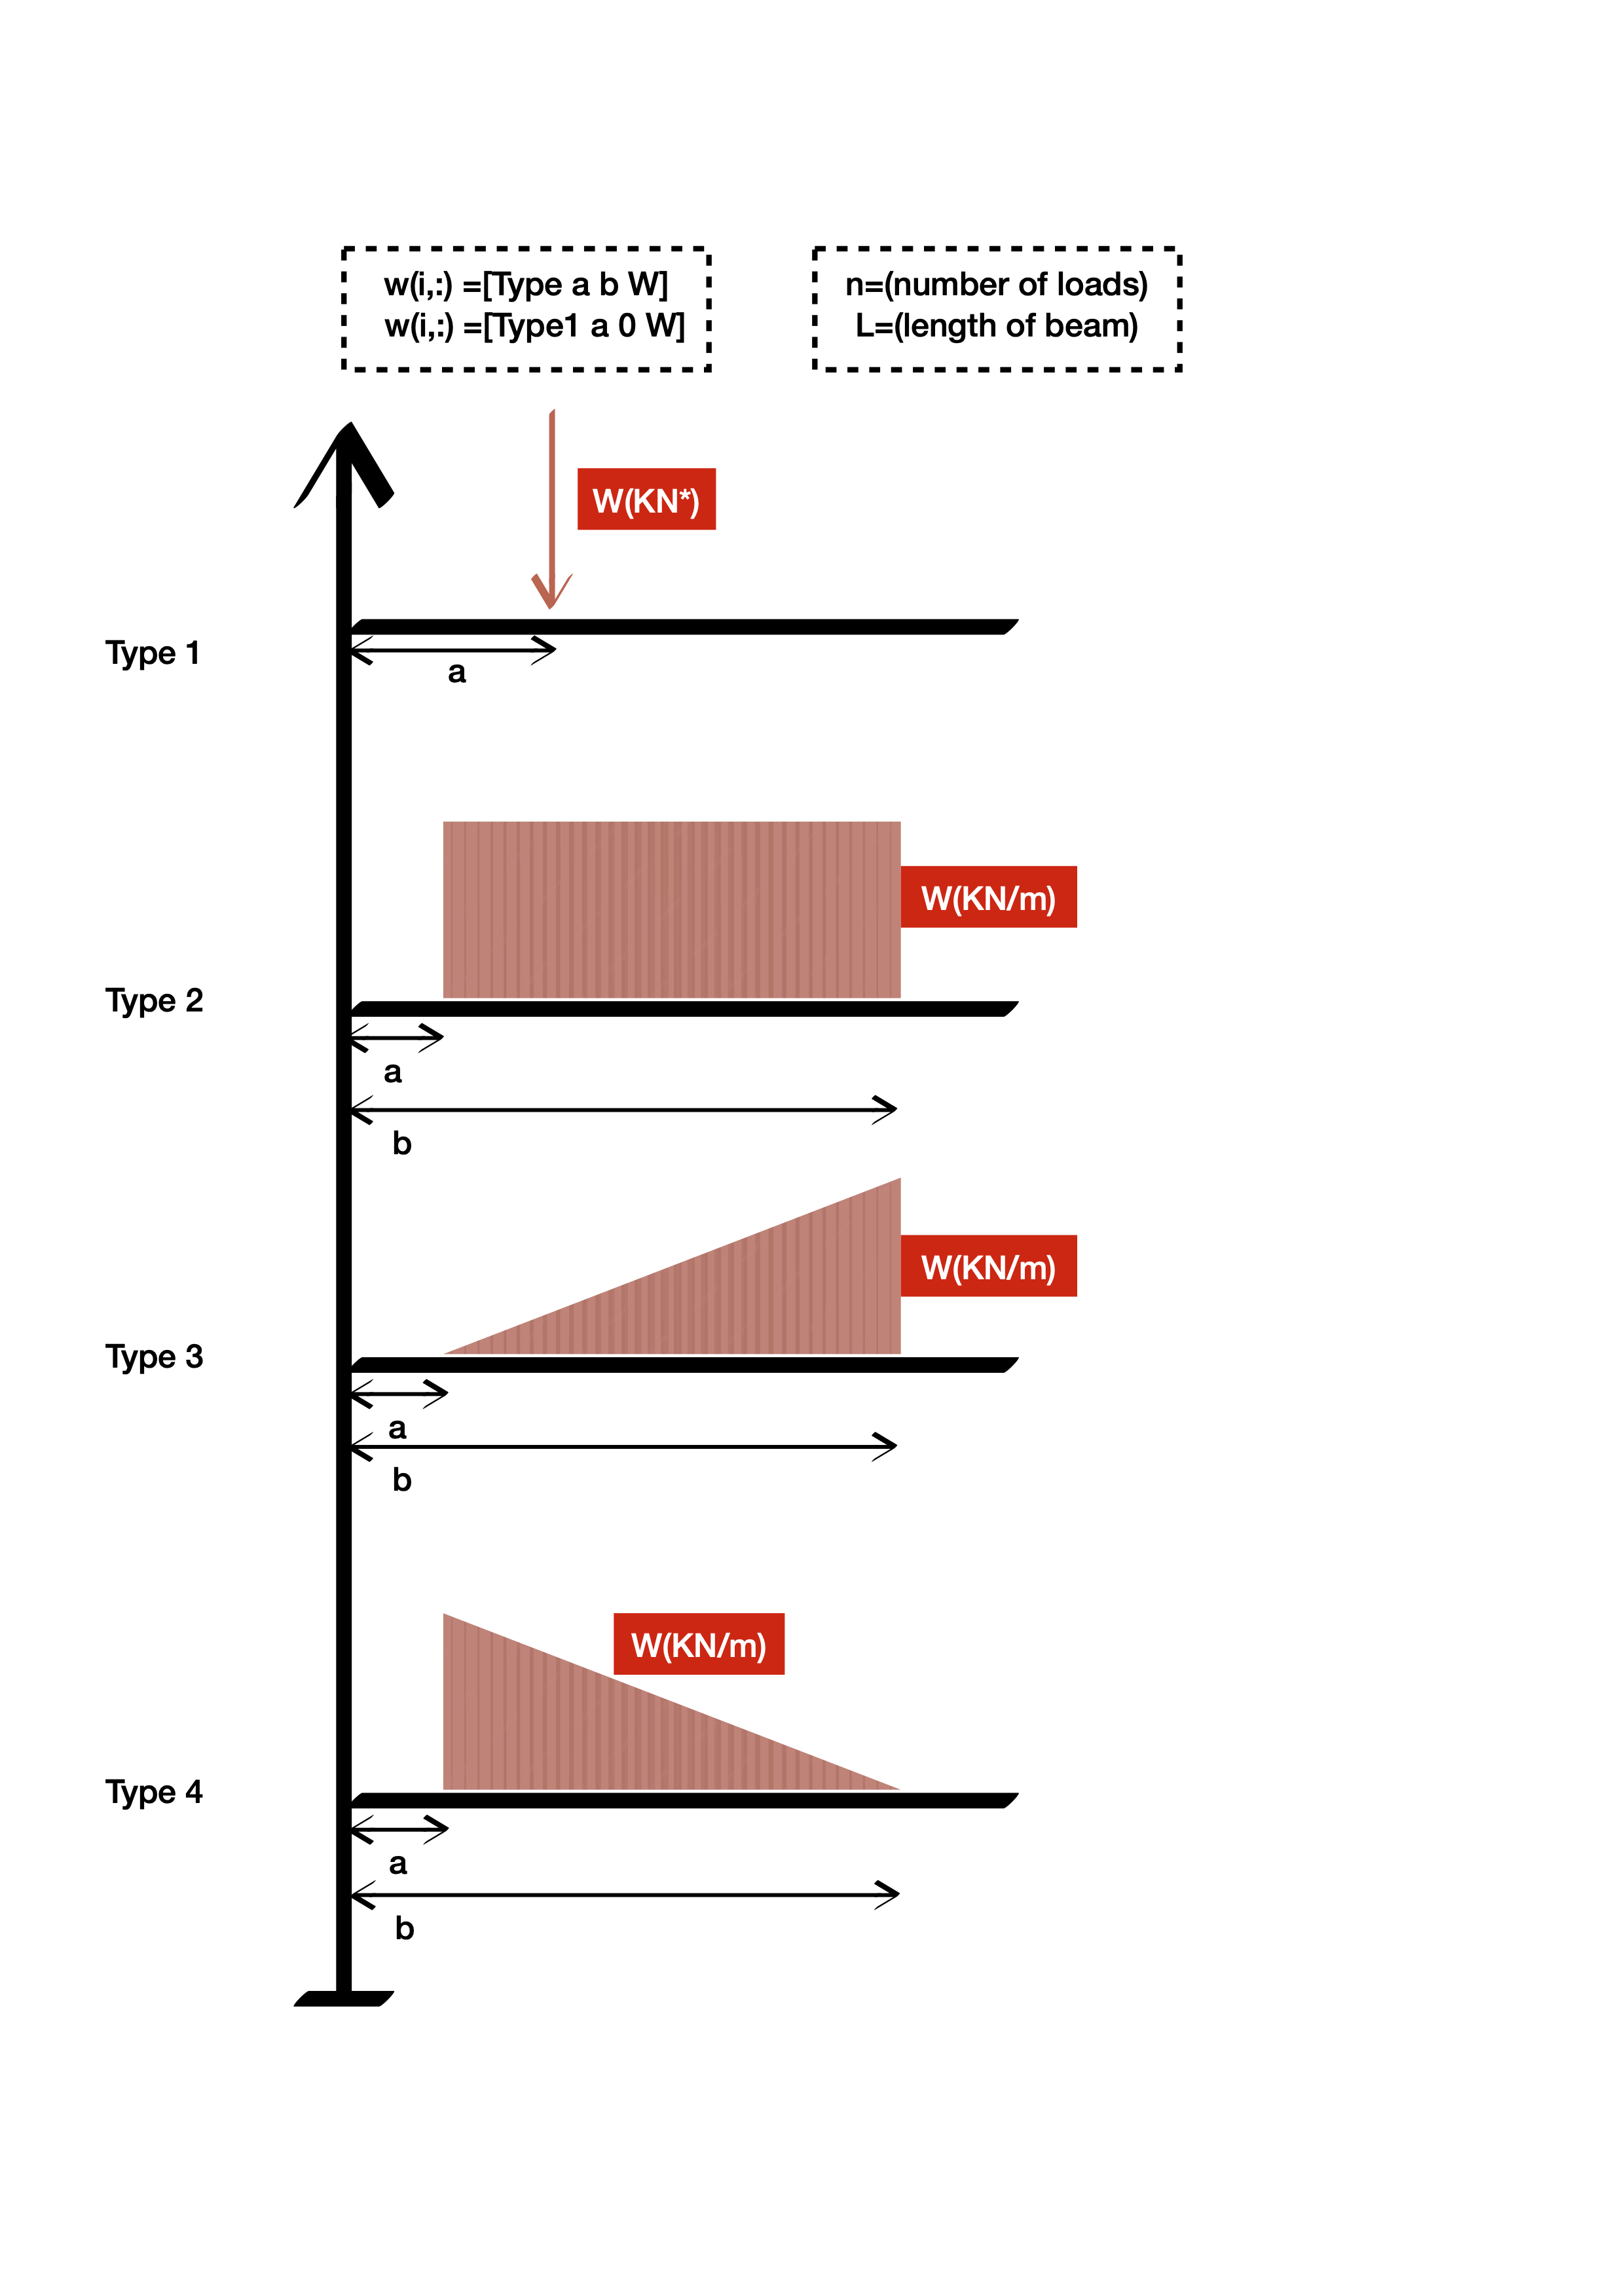 w(i,:) =[Type a b W]
w(i,:) =[Type1 a 0 W]
n=(number of loads)
L=(length of beam)
W(KN*)
Type 1
a
W(KN/m)
Type 2
a
b
W(KN/m)
Type 3
a
b
W(KN/m)
Type 4
a
b